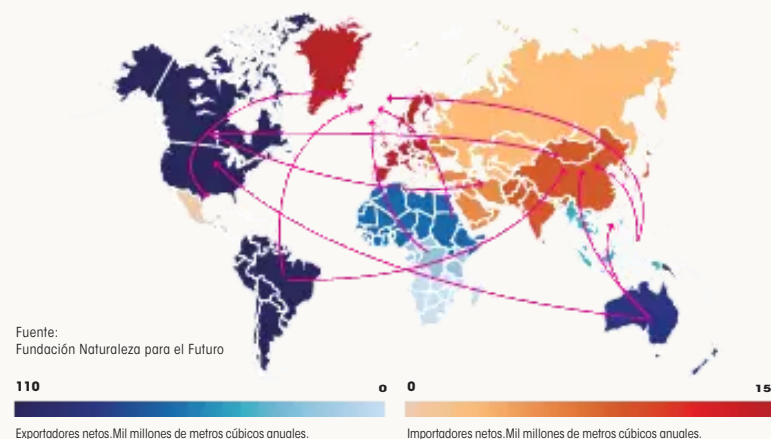 Fuente:
Fundación Naturaleza para el Futuro
110 0 0 15
Exportadores netos.Mil millones de metros cúbicos anuales. Importadores netos.Mil millones de metros cúbicos anuales.